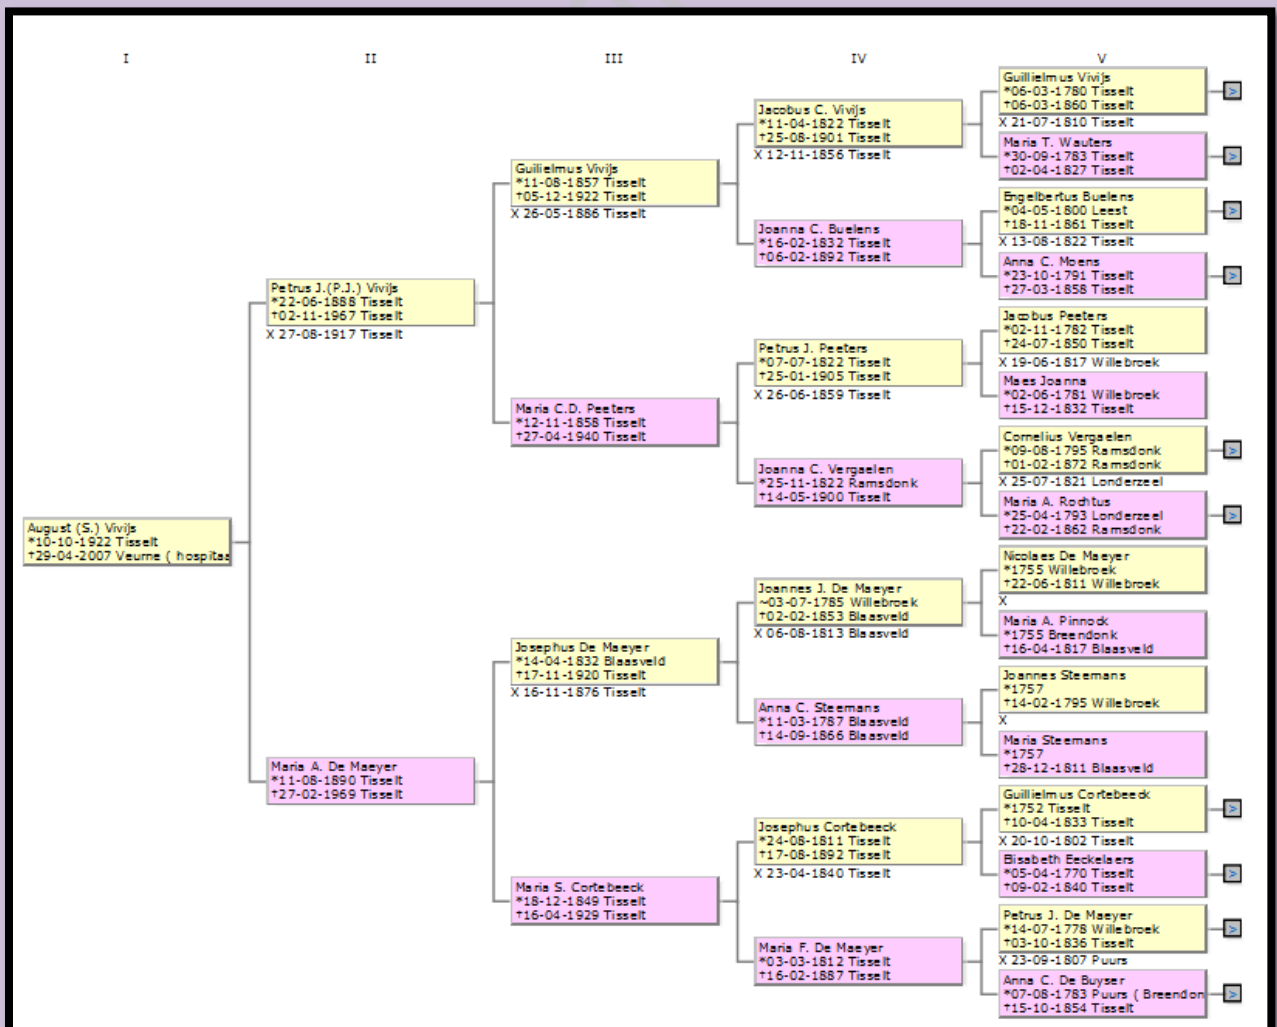 I
II
III
IV
V
August (S.) Vivijs
*10-10-1922 Tisselt
†29-04-2007 Veurne ( hospitaa
Petrus J.(P.J.) Vivijs
*22-06-1888 Tisselt
†02-11-1967 Tisselt
X 27-08-1917 Tisselt
Maria A. De Maeyer
*11-08-1890 Tisselt
†27-02-1969 Tisselt
Guilielmus Vivijs
*11-08-1857 Tisselt
†05-12-1922 Tisselt
X 26-05-1886 Tisselt
Maria C.D. Peeters
*12-11-1858 Tisselt
†27-04-1940 Tisselt
Josephus De Maeyer
*14-04-1832 Blaasveld
†17-11-1920 Tisselt
X 16-11-1876 Tisselt
Maria S. Cortebeeck
*18-12-1849 Tisselt
†16-04-1929 Tisselt
Jacobus C. Vivijs
*11-04-1822 Tisselt
†25-08-1901 Tisselt
X 12-11-1856 Tisselt
Joanna C. Buelens
*16-02-1832 Tisselt
†06-02-1892 Tisselt
Petrus J. Peeters
*07-07-1822 Tisselt
†25-01-1905 Tisselt
X 26-06-1859 Tisselt
Joanna C. Vergaelen
*25-11-1822 Ramsdonk
†14-05-1900 Tisselt
Joannes J. De Maeyer
~03-07-1785 Willebroek
†02-02-1853 Blaasveld
X 06-08-1813 Blaasveld
Anna C. Steemans
*11-03-1787 Blaasveld
†14-09-1866 Blaasveld
Josephus Cortebeeck
*24-08-1811 Tisselt
†17-08-1892 Tisselt
X 23-04-1840 Tisselt
Maria F. De Maeyer
*03-03-1812 Tisselt
†16-02-1887 Tisselt
Guillielmus Vivijs
*06-03-1780 Tisselt
†06-03-1860 Tisselt
>
X 21-07-1810 Tisselt
Maria T. Wauters
*30-09-1783 Tisselt
†02-04-1827 Tisselt
>
Engelbertus Buelens
*04-05-1800 Leest
†18-11-1861 Tisselt
>
X 13-08-1822 Tisselt
Anna C. Moens
*23-10-1791 Tisselt
†27-03-1858 Tisselt
>
Jacobus Peeters
*02-11-1782 Tisselt
†24-07-1850 Tisselt
X 19-06-1817 Willebroek
Maes Joanna
*02-06-1781 Willebroek
†15-12-1832 Tisselt
Cornelius Vergaelen
*09-08-1795 Ramsdonk
†01-02-1872 Ramsdonk
>
X 25-07-1821 Londerzeel
Maria A. Rochtus
*25-04-1793 Londerzeel
†22-02-1862 Ramsdonk
>
Nicolaes De Maeyer
*1755 Willebroek
†22-06-1811 Willebroek
X
Maria A. Pinnock
*1755 Breendonk
†16-04-1817 Blaasveld
Joannes Steemans
*1757
†14-02-1795 Willebroek
X
Maria Steemans
*1757
†28-12-1811 Blaasveld
Guillielmus Cortebeeck
*1752 Tisselt
†10-04-1833 Tisselt
>
X 20-10-1802 Tisselt
Elisabeth Eeckelaers
*05-04-1770 Tisselt
†09-02-1840 Tisselt
>
Petrus J. De Maeyer
*14-07-1778 Willebroek
†03-10-1836 Tisselt
>
X 23-09-1807 Puurs
Anna C. De Buyser
*07-08-1783 Puurs ( Breendon
†15-10-1854 Tisselt
>